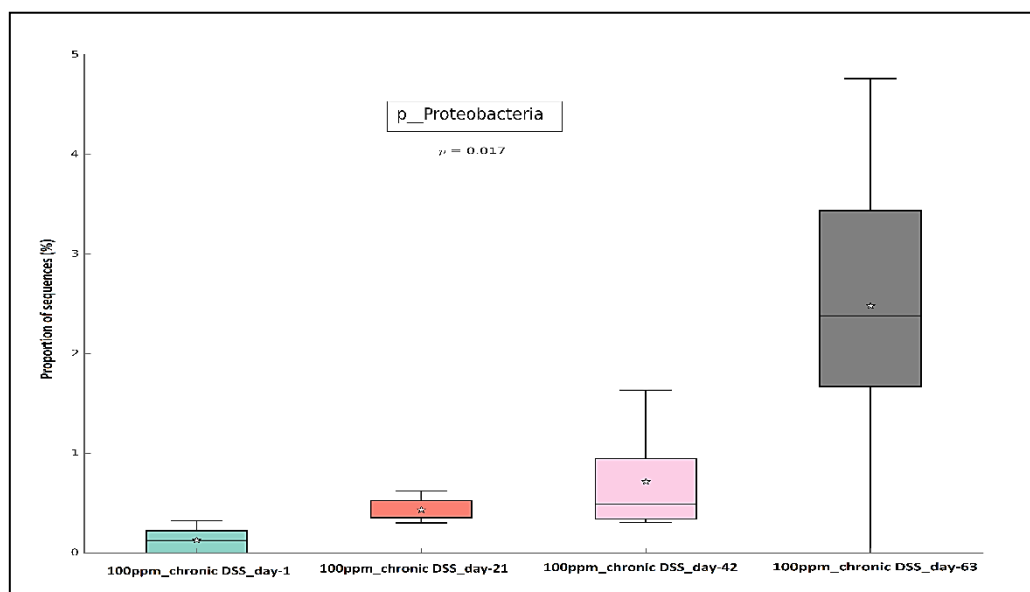 5
p__Proteobacteria
p = 0.017
4
3
2
1
0
Proportion of sequences (%)
100ppm_chronic DSS_day-1
100ppm_chronic DSS_day-21
100ppm_chronic DSS_day-42
100ppm_chronic DSS_day-63